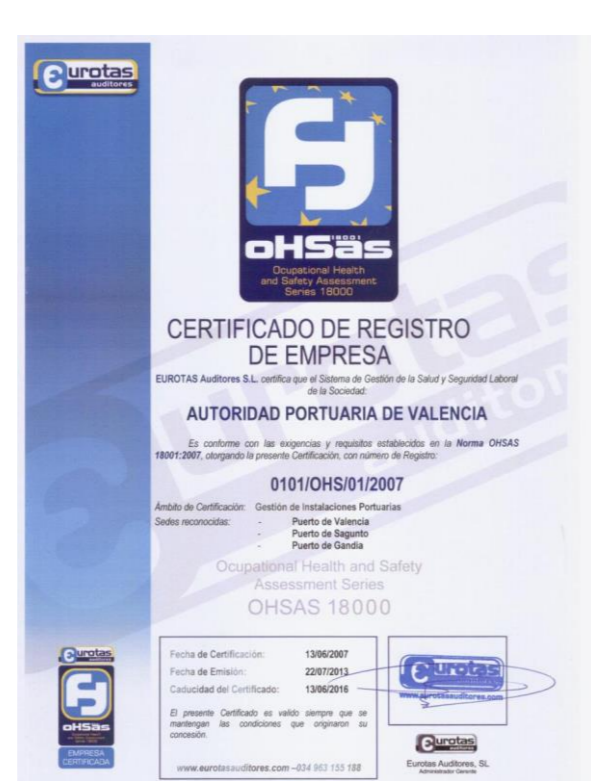 eurotas
auditores
18001
oHSas
Ocupational Health
and Safety Assessment
Series 18000
CERTIFICADO DE REGISTRO
DE EMPRESA
EUROTAS Auditores S.L. certifica que el Sistema de Gestión de la Salud y Seguridad Laboral
de la Sociedad:
AUTORIDAD PORTUARIA DE VALENCIA
Es conforme con las exigencias y requisitos establecidos en la Norma OHSAS
18001:2007, otorgando la presente Certificación, con número de Registro:
0101/OHS/01/2007
Ámbito de Certificación: Gestión de Instalaciones Portuarias
Sedes reconocidas: - Puerto de Valencia
- Puerto de Sagunto
- Puerto de Gandia
Ocupational Health and Safety
Assessment Series
OHSAS 18000
Fecha de Certificación: 13/06/2007
Fecha de Emisión: 22/07/2013
Caducidad del Certificado: 13/06/2016
El presente Certificado es valido siempre que se
mantengan las condiciones que originaron su
concesión.
www.eurotasauditores.com –034 963 155 188
eurotas
www.eurotasauditores.com
eurotas
auditores
Eurotas Auditores, SL
Administrador Gerente
eurotas
auditores
oHSas
EMPRESA
CERTIFICADA
eurotas
auditores